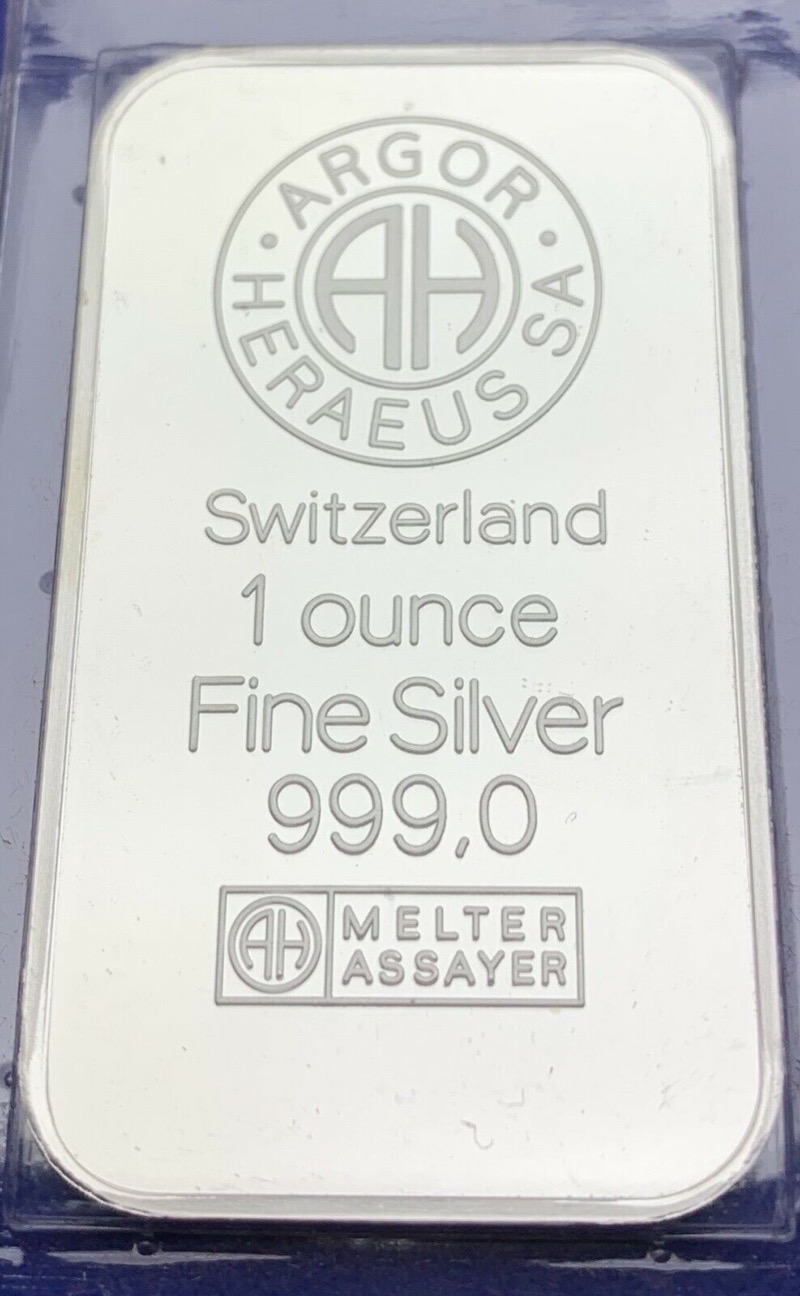 ARGOR
HERAEUS SA
AH
Switzerland
1 ounce
Fine Silver
999,0
AH
MELTER
ASSAYER